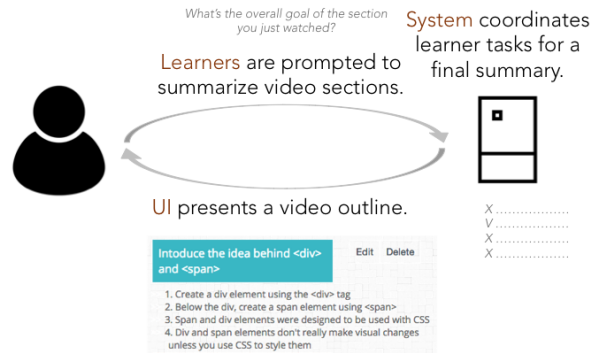 What's the overall goal of the section
you just watched?
System coordinates
learner tasks for a
final summary.
Learners are prompted to
summarize video sections.
UI presents a video outline.
X ..................
V ..................
X ..................
X ..................
Intoduce the idea behind <div>
and <span>
Edit Delete
1. Create a div element using the <div> tag
2. Below the div, create a span element using <span>
3. Span and div elements were designed to be used with CSS
4. Div and span elements don't really make visual changes
unless you use CSS to style them